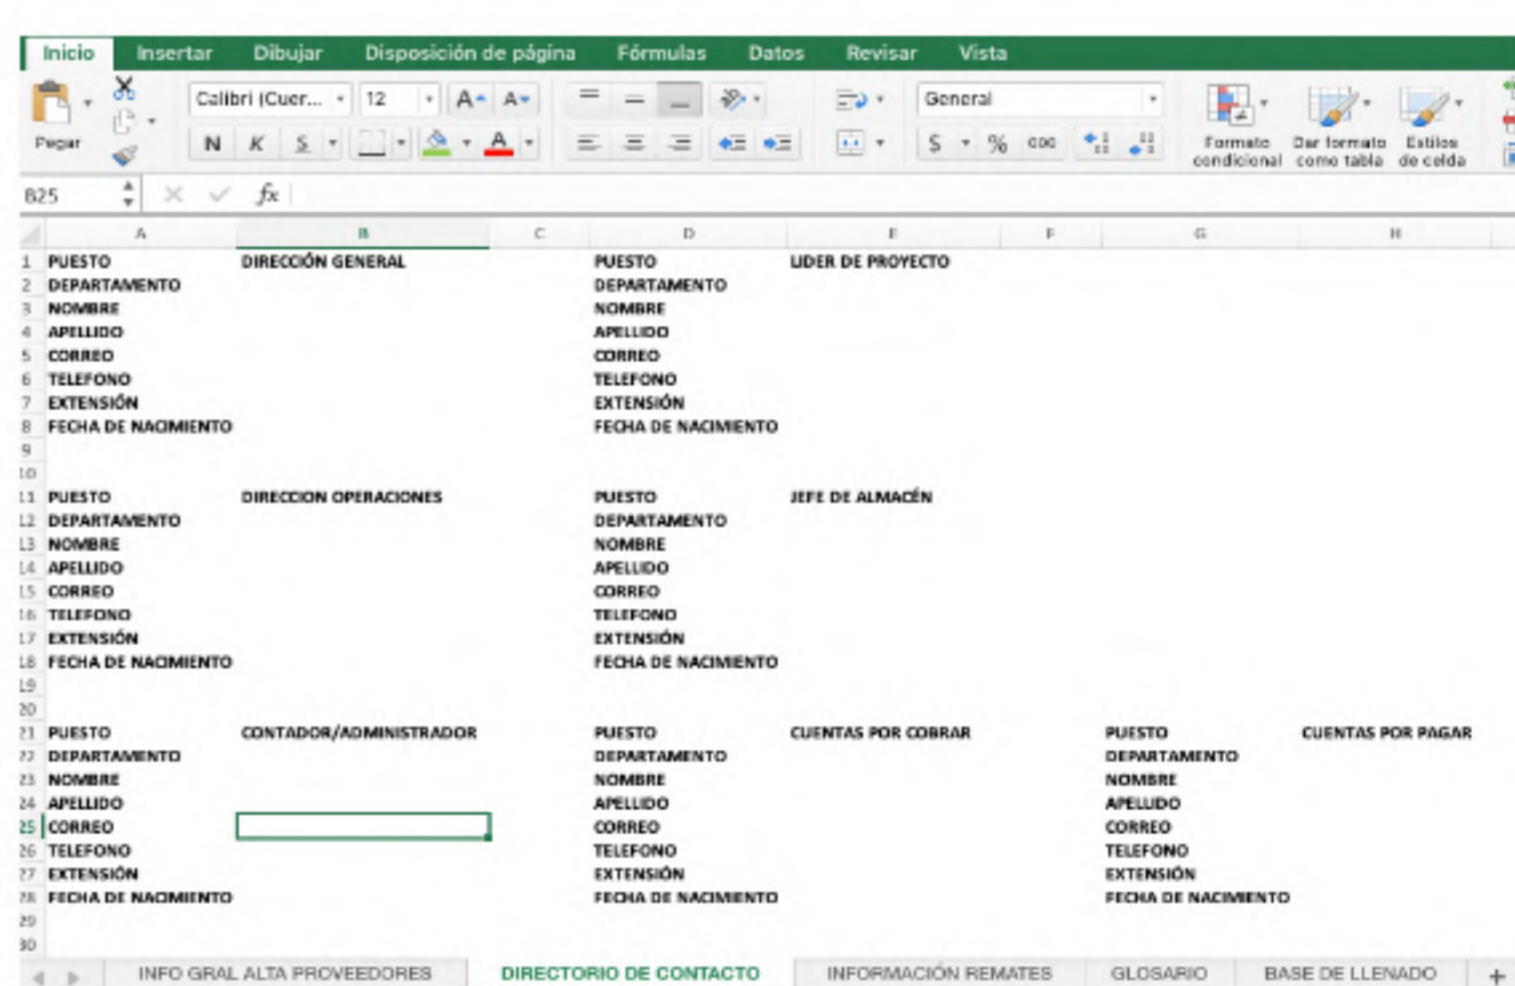 Inicio Insertar Dibujar Disposición de página Fórmulas Datos Revisar Vista
Calibri (Cuer... 12 A A General
Pegar N K S A $ % 000 Formato condicional Dar formato como tabla Estilos de celda
B25 fx
A B C D E F G H
1 PUESTO DIRECCIÓN GENERAL PUESTO LIDER DE PROYECTO
2 DEPARTAMENTO DEPARTAMENTO
3 NOMBRE NOMBRE
4 APELLIDO APELLIDO
5 CORREO CORREO
6 TELEFONO TELEFONO
7 EXTENSIÓN EXTENSIÓN
8 FECHA DE NACIMIENTO FECHA DE NACIMIENTO
9
10
11 PUESTO DIRECCION OPERACIONES PUESTO JEFE DE ALMACÉN
12 DEPARTAMENTO DEPARTAMENTO
13 NOMBRE NOMBRE
14 APELLIDO APELLIDO
15 CORREO CORREO
16 TELEFONO TELEFONO
17 EXTENSIÓN EXTENSIÓN
18 FECHA DE NACIMIENTO FECHA DE NACIMIENTO
19
20
21 PUESTO CONTADOR/ADMINISTRADOR PUESTO CUENTAS POR COBRAR PUESTO CUENTAS POR PAGAR
22 DEPARTAMENTO DEPARTAMENTO DEPARTAMENTO
23 NOMBRE NOMBRE NOMBRE
24 APELLIDO APELLIDO APELLIDO
25 CORREO CORREO CORREO
26 TELEFONO TELEFONO TELEFONO
27 EXTENSIÓN EXTENSIÓN EXTENSIÓN
28 FECHA DE NACIMIENTO FECHA DE NACIMIENTO FECHA DE NACIMIENTO
29
30
INFO GRAL ALTA PROVEEDORES DIRECTORIO DE CONTACTO INFORMACIÓN REMATES GLOSARIO BASE DE LLENADO +